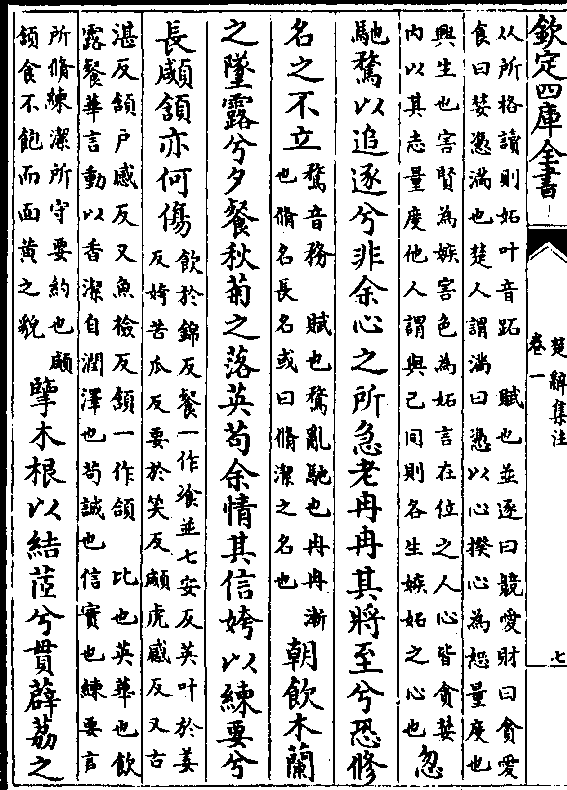 欽定四庫全書
楚辭集注
卷一
七
从所格讀則妬叶音跖　賦也並逐曰競愛財曰貪愛
食曰婪憑滿也楚人謂滿曰憑以心揆心為恕量度也
興生也害賢為嫉害色為妬言在位之人心皆貪婪
内以其志量度他人謂與己同則各生嫉妬之心也
忽
馳騖以追逐兮非余心之所急老冉冉其將至兮恐修
名之不立
騖音務　賦也騖亂馳也冉冉漸
也脩名長名或曰脩潔之名也
朝飲木蘭
之墜露兮夕餐秋菊之落英苟余情其信姱以練要兮
長顑頷亦何傷
飲於錦反餐一作飡並七安反英叶於姜
反姱苦瓜反要於笑反顑虎感反又古
湛反頷户感反又魚檢反頷一作頜　比也英華也飲
露餐華言動以香潔自潤澤也苟誠也信實也練要言
所脩練潔所守要約也顑
頷食不飽而面黄之貌
擥木根以結茝兮貫薜荔之